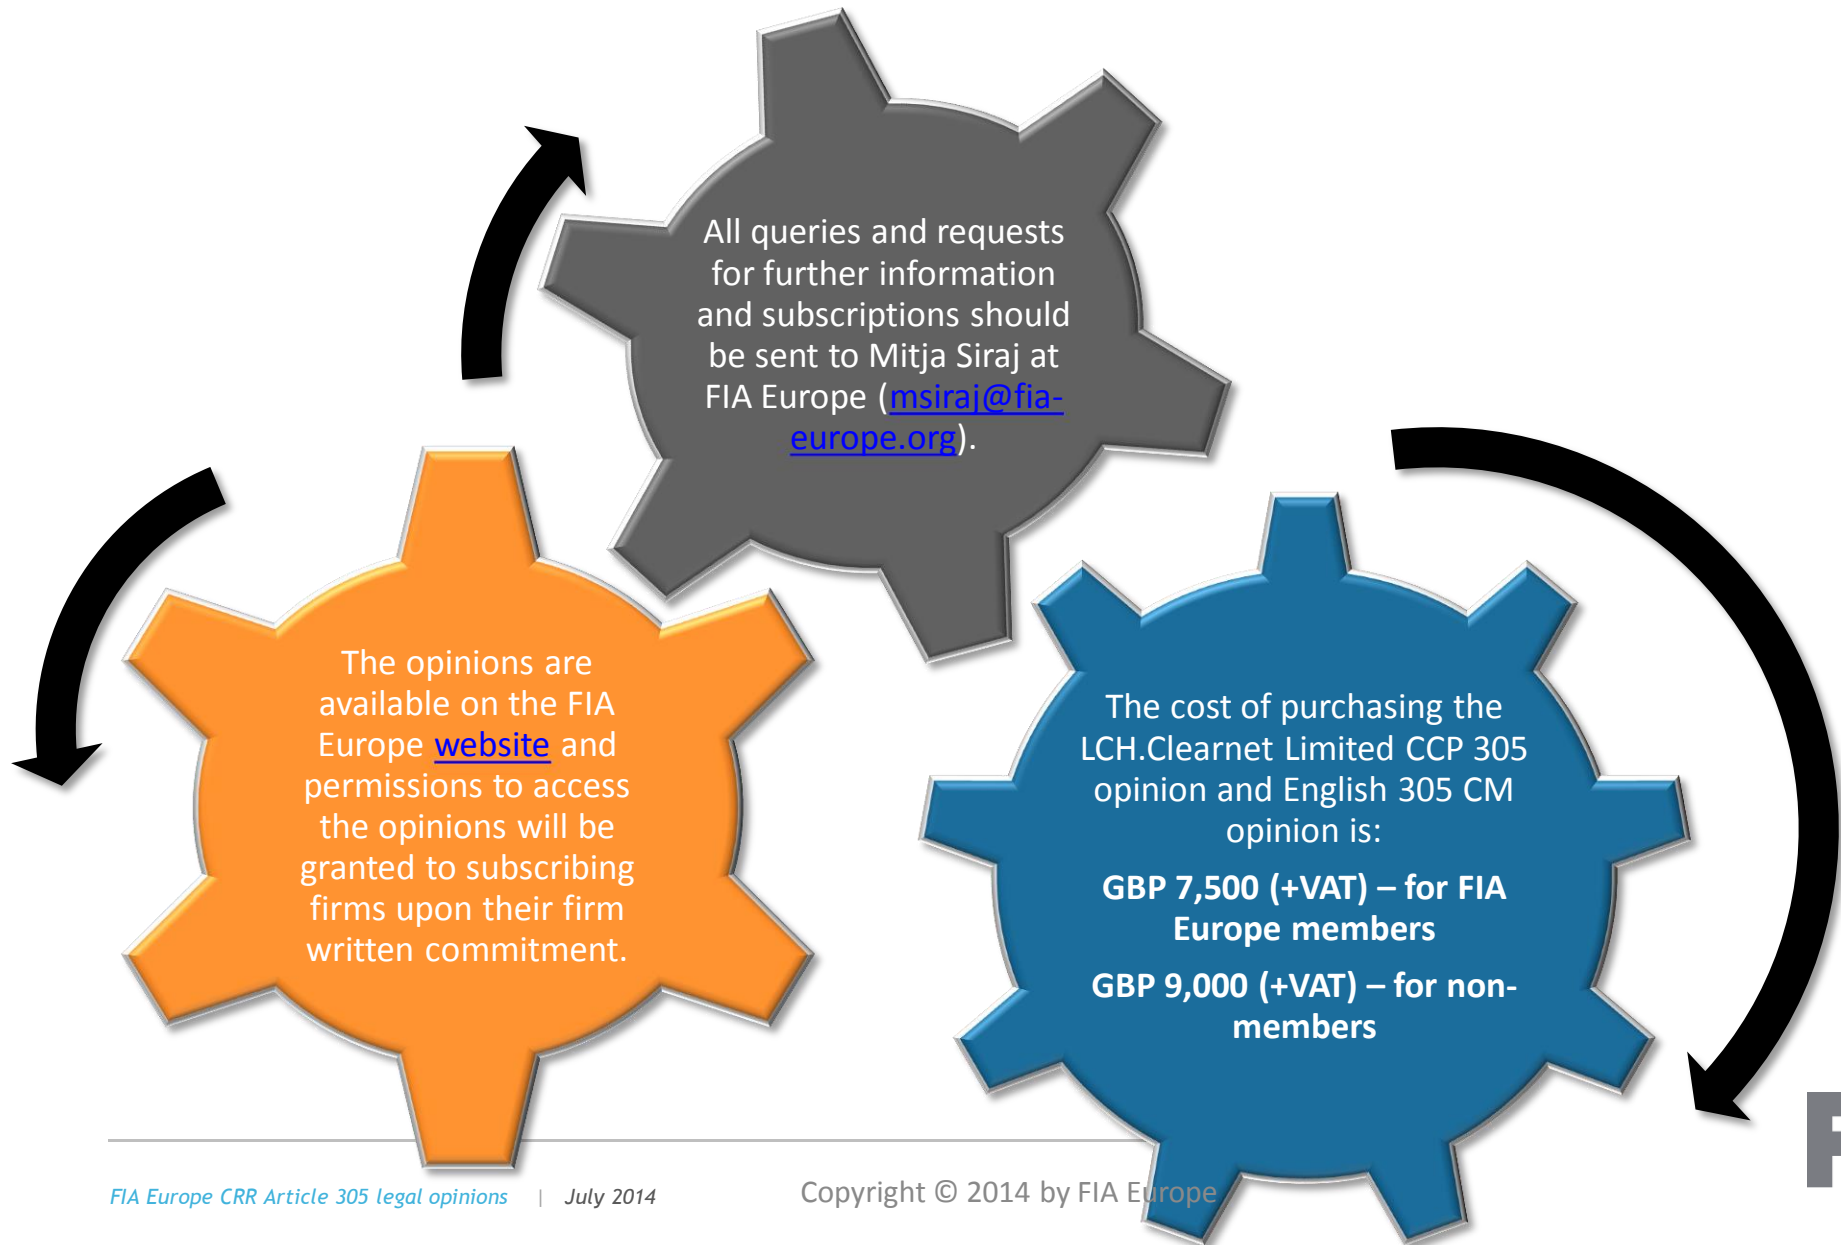 All queries and requests
for further information
and subscriptions should
be sent to Mitja Siraj at
FIA Europe (msiraj@fia-
europe.org).
The opinions are
available on the FIA
Europe website and
permissions to access
the opinions will be
granted to subscribing
firms upon their firm
written commitment.
The cost of purchasing the
LCH.Clearnet Limited CCP 305
opinion and English 305 CM
opinion is:
GBP 7,500 (+VAT) – for FIA
Europe members
GBP 9,000 (+VAT) – for non-
members
FIA Europe CRR Article 305 legal opinions | July 2014
Copyright © 2014 by FIA Europe